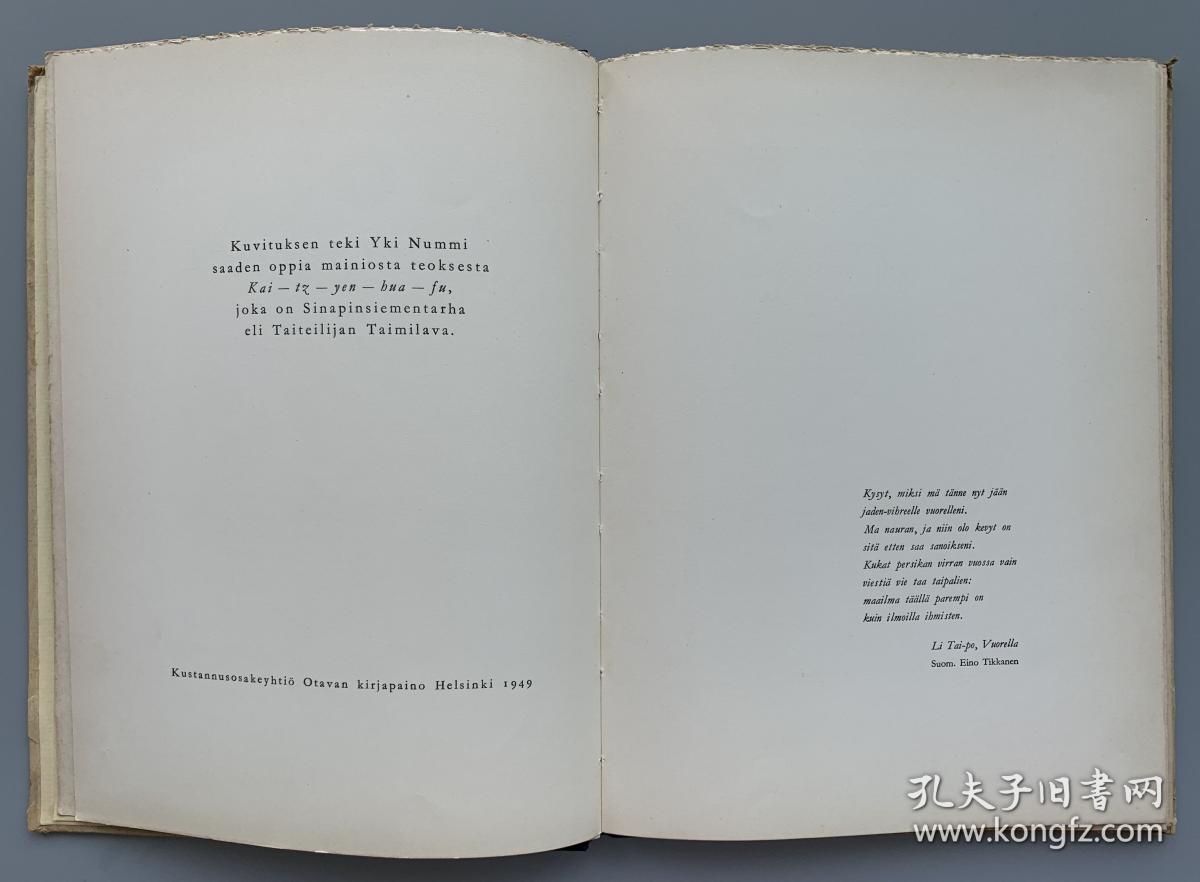 Kuvituksen teki Yki Nummi
saaden oppia mainiosta teoksesta
Kai — tz — yen — hua — fu,
joka on Sinapinsiementarha
eli Taiteilijan Taimilava.
Kustannusosakeyhtiö Otavan kirjapaino Helsinki 1949
Kysyt, miksi mä tänne nyt jään
jaden-vihreelle vuorelleni.
Ma nauran, ja niin olo kevyt on
sitä etten saa sanoikseni.
Kukat persikan virran vuossa vain
viestiä vie taa taipalien:
maailma täällä parempi on
kuin ilmoilla ihmisten.
Li Tai-po, Vuorella
Suom. Eino Tikkanen
孔夫子旧書网
www.kongfz.com